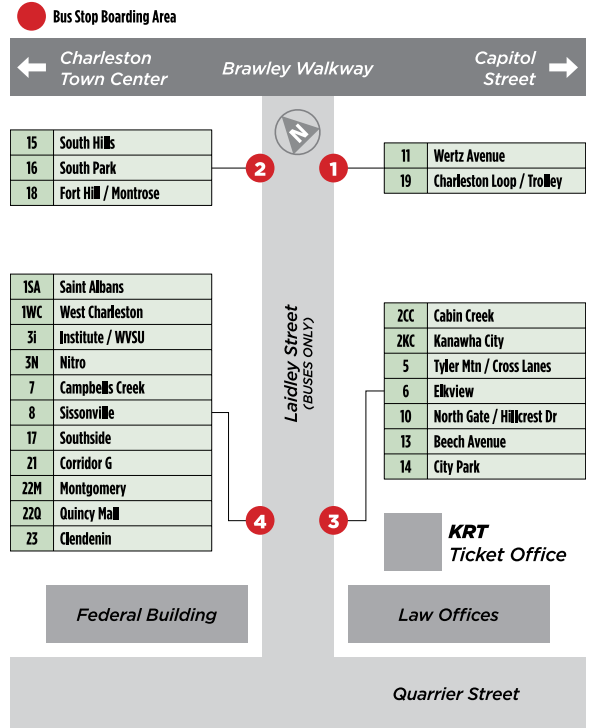 Bus Stop Boarding Area
Charleston
Town Center
Brawley Walkway
Capitol
Street
N
15 South Hills
16 South Park
18 Fort Hill / Montrose
2
1
11 Wertz Avenue
19 Charleston Loop / Trolley
1SA Saint Albans
1WC West Charleston
3i Institute / WVSU
3N Nitro
7 Campbells Creek
8 Sissonville
17 Southside
21 Corridor G
22M Montgomery
22Q Quincy Mall
23 Clendenin
Laidley Street
(BUSES ONLY)
2CC Cabin Creek
2KC Kanawha City
5 Tyler Mtn / Cross Lanes
6 Elkview
10 North Gate / Hillcrest Dr
13 Beech Avenue
14 City Park
4
3
KRT
Ticket Office
Federal Building
Law Offices
Quarrier Street